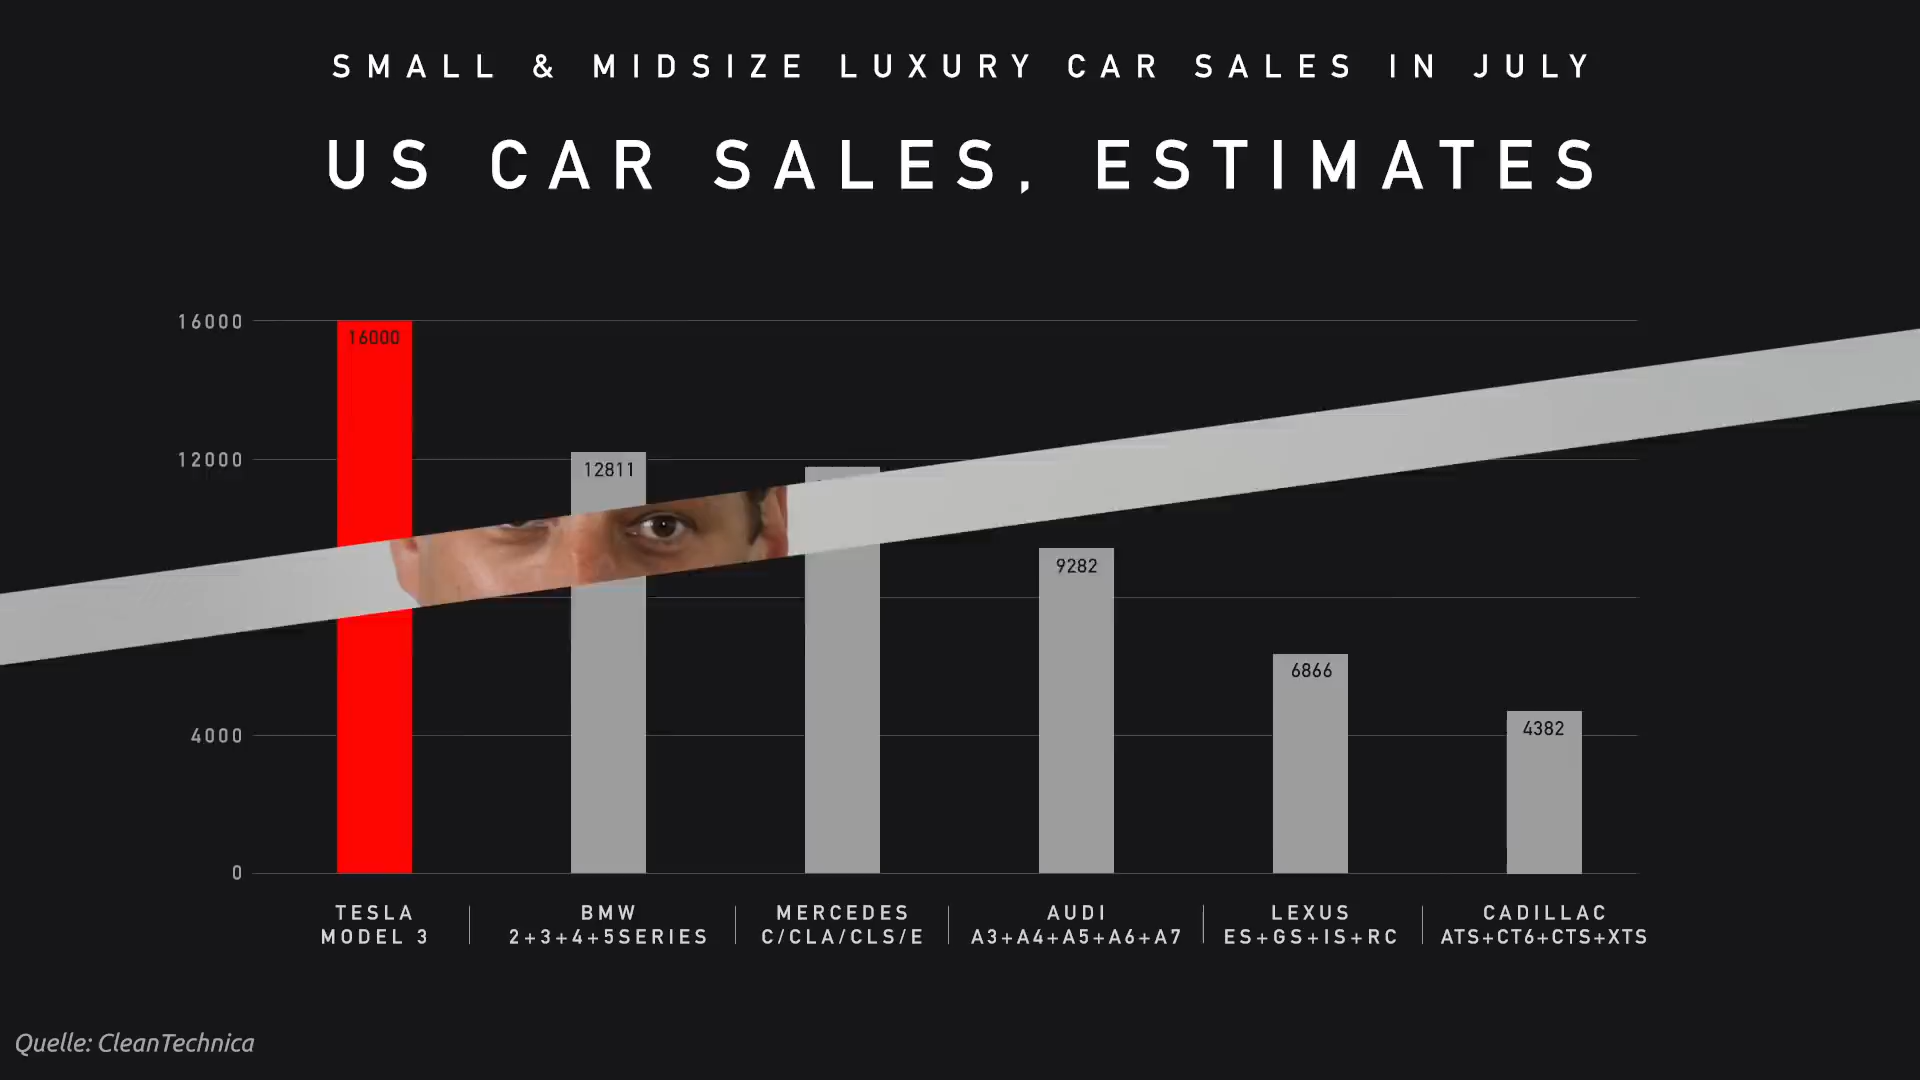 SMALL & MIDSIZE LUXURY CAR SALES IN JULY
US CAR SALES, ESTIMATES
16000
16000
12000
12811
9282
6866
4382
4000
0
TESLA
MODEL 3
BMW
2+3+4+5SERIES
MERCEDES
C/CLA/CLS/E
AUDI
A3+A4+A5+A6+A7
LEXUS
ES+GS+IS+RC
CADILLAC
ATS+CT6+CTS+XTS
Quelle: CleanTechnica